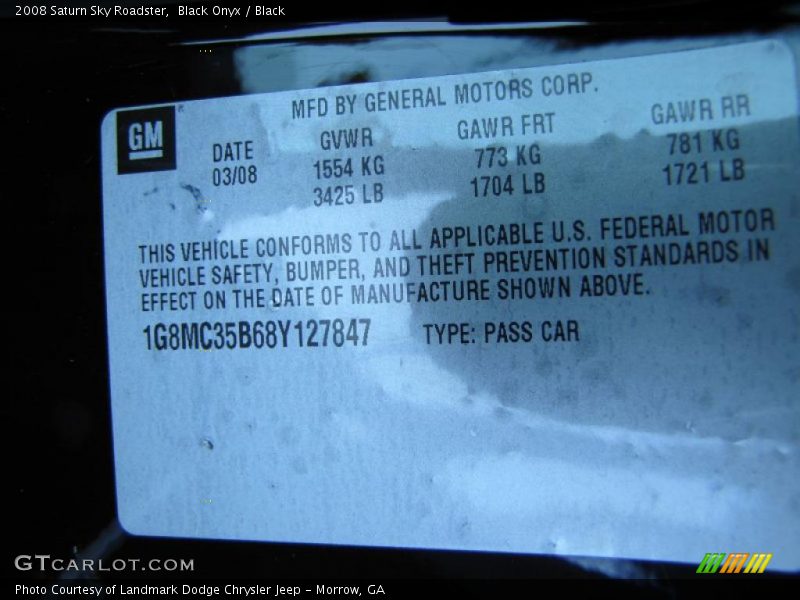 2008 Saturn Sky Roadster,  Black Onyx / Black
MFD BY GENERAL MOTORS CORP.
GM
DATE GVWR GAWR FRT GAWR RR
03/08 1554 KG 773 KG 781 KG
3425 LB 1704 LB 1721 LB
THIS VEHICLE CONFORMS TO ALL APPLICABLE U.S. FEDERAL MOTOR
VEHICLE SAFETY, BUMPER, AND THEFT PREVENTION STANDARDS IN
EFFECT ON THE DATE OF MANUFACTURE SHOWN ABOVE.
1G8MC35B68Y127847 TYPE: PASS CAR
GTCARLOT.COM
Photo Courtesy of Landmark Dodge Chrysler Jeep - Morrow, GA